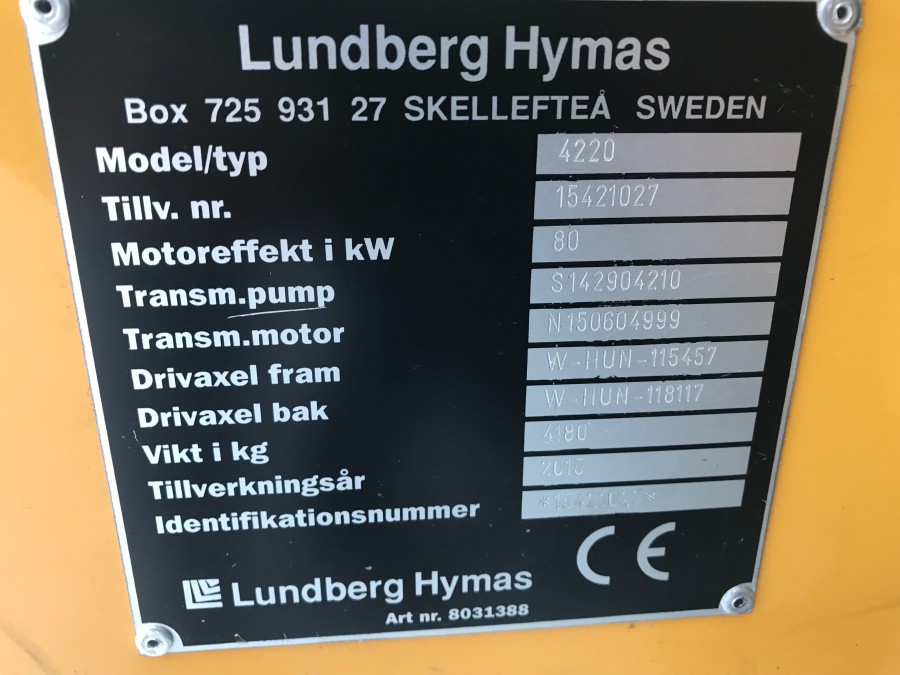 Lundberg Hymas
Box 725 931 27 SKELLEFTEÅ SWEDEN
Model/typ 4220
Tillv. nr. 15421027
Motoreffekt i kW 80
Transm.pump S142904210
Transm.motor N150604999
Drivaxel fram W-HUN-115457
Drivaxel bak W-HUN-118117
Vikt i kg 4180
Tillverkningsår 2015
Identifikationsnummer
CE
Lundberg Hymas
Art nr. 8031388